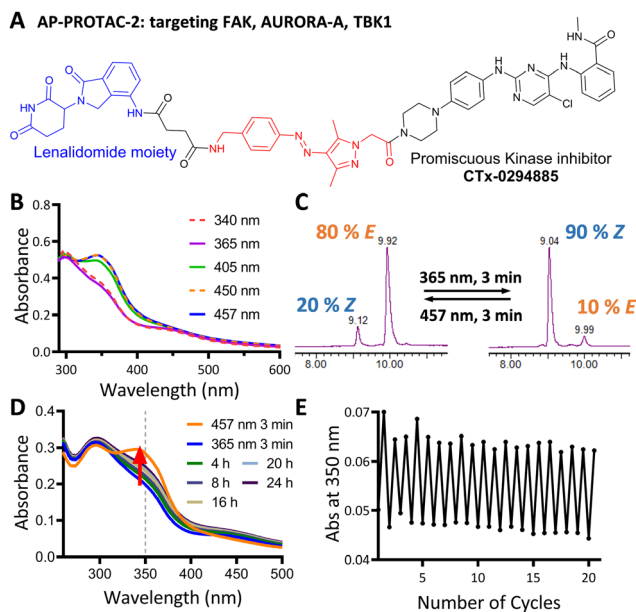 A AP-PROTAC-2: targeting FAK, AURORA-A, TBK1
O
O
NH
O
N
NH
O
O
NH
O
Lenalidomide moiety
N
N
N
N
O
N
N
H
N
N
N
H
N
Cl
HN
O
Promiscuous Kinase inhibitor
CTx-0294885
B
Absorbance
0.8
0.6
0.4
0.2
0.0
300 400 500 600
Wavelength (nm)
340 nm
365 nm
405 nm
450 nm
457 nm
C
80 % E
9.92
20 % Z
9.12
8.00 10.00
365 nm, 3 min
457 nm, 3 min
90% Z
9.04
10 % E
9.99
8.00 10.00
D
Absorbance
0.4
0.3
0.2
0.1
0.0
300 350 400 450 500
Wavelength (nm)
457 nm 3 min
365 nm 3 min
4 h 20 h
8 h 24 h
16 h
E
Abs at 350 nm
0.07
0.06
0.05
0.04
5 10 15 20
Number of Cycles